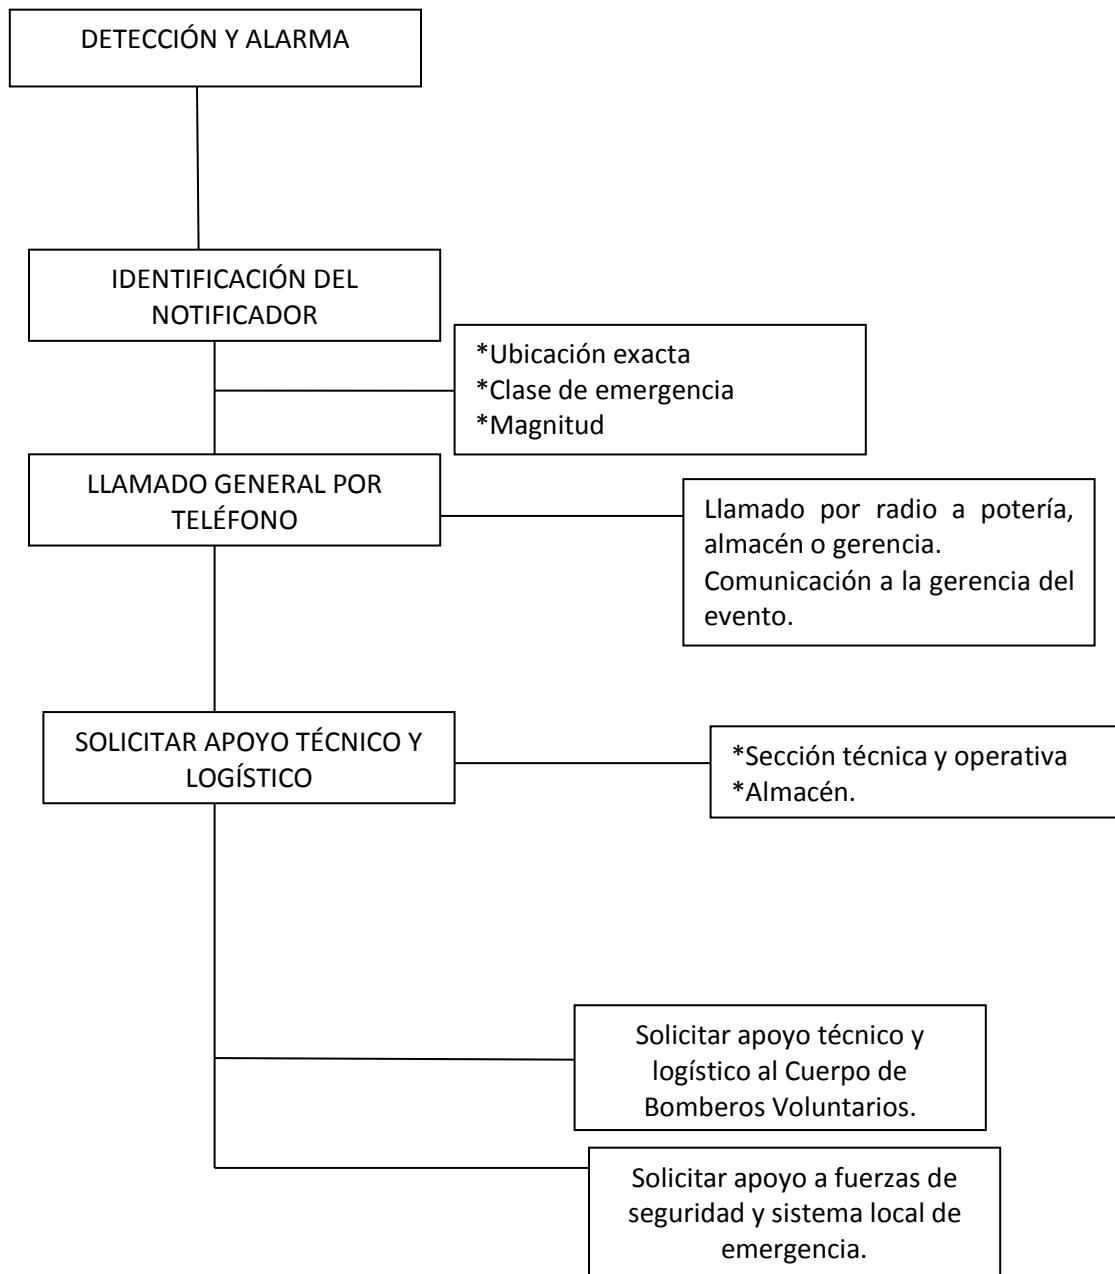 DETECCIÓN Y ALARMA
IDENTIFICACIÓN DEL
NOTIFICADOR
*Ubicación exacta
*Clase de emergencia
*Magnitud
LLAMADO GENERAL POR
TELÉFONO
Llamado por radio a potería,
almacén o gerencia.
Comunicación a la gerencia del
evento.
SOLICITAR APOYO TÉCNICO Y
LOGÍSTICO
*Sección técnica y operativa
*Almacén.
Solicitar apoyo técnico y
logístico al Cuerpo de
Bomberos Voluntarios.
Solicitar apoyo a fuerzas de
seguridad y sistema local de
emergencia.